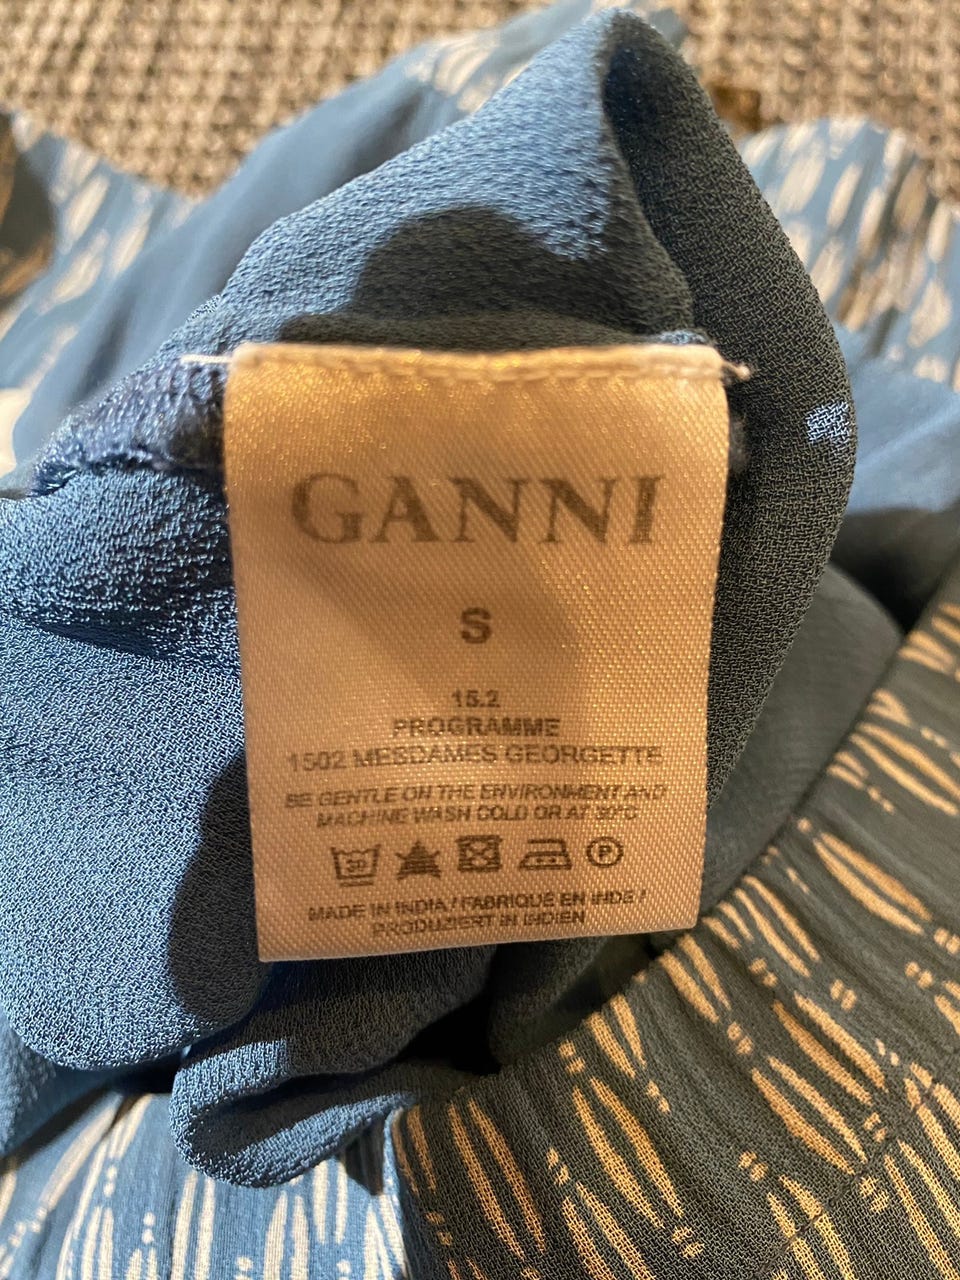 GANNI
S
15.2
PROGRAMME
1502 MESDAMES GEORGETTE
BE GENTLE ON THE ENVIRONMENT AND
MACHINE WASH COLD OR AT 30°C
30
P
MADE IN INDIA / FABRIQUÉ EN INDE /
PRODUZIERT IN INDIEN